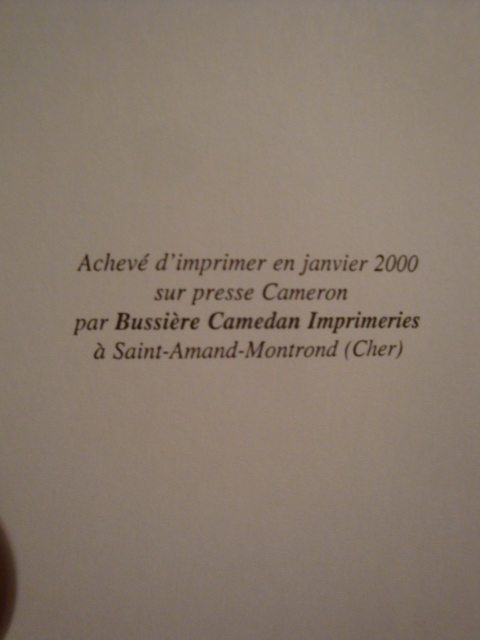 Achevé d'imprimer en janvier 2000
sur presse Cameron
par Bussière Camedan Imprimeries
à Saint-Amand-Montrond (Cher)